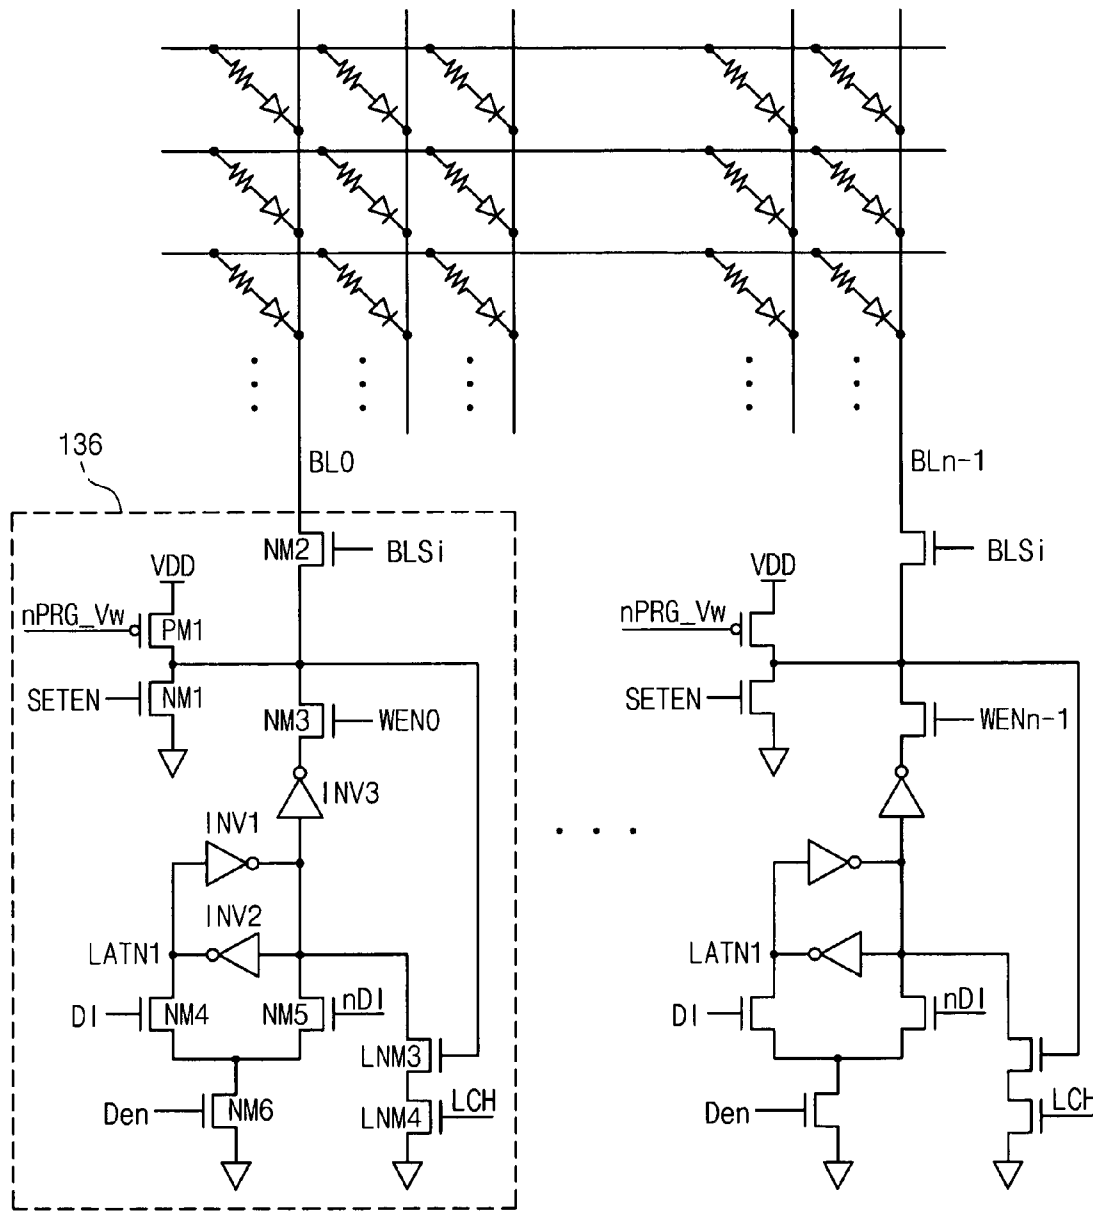 136
BL0
BLn-1
NM2
BLSi
BLSi
VDD
VDD
nPRG_Vw
PM1
nPRG_Vw
SETEN
NM1
SETEN
NM3
WEN0
WENn-1
INV3
INV1
INV2
LATN1
LATN1
DI
NM4
NM5
nDI
DI
nDI
LNM3
Den
NM6
LNM4
LCH
Den
LCH